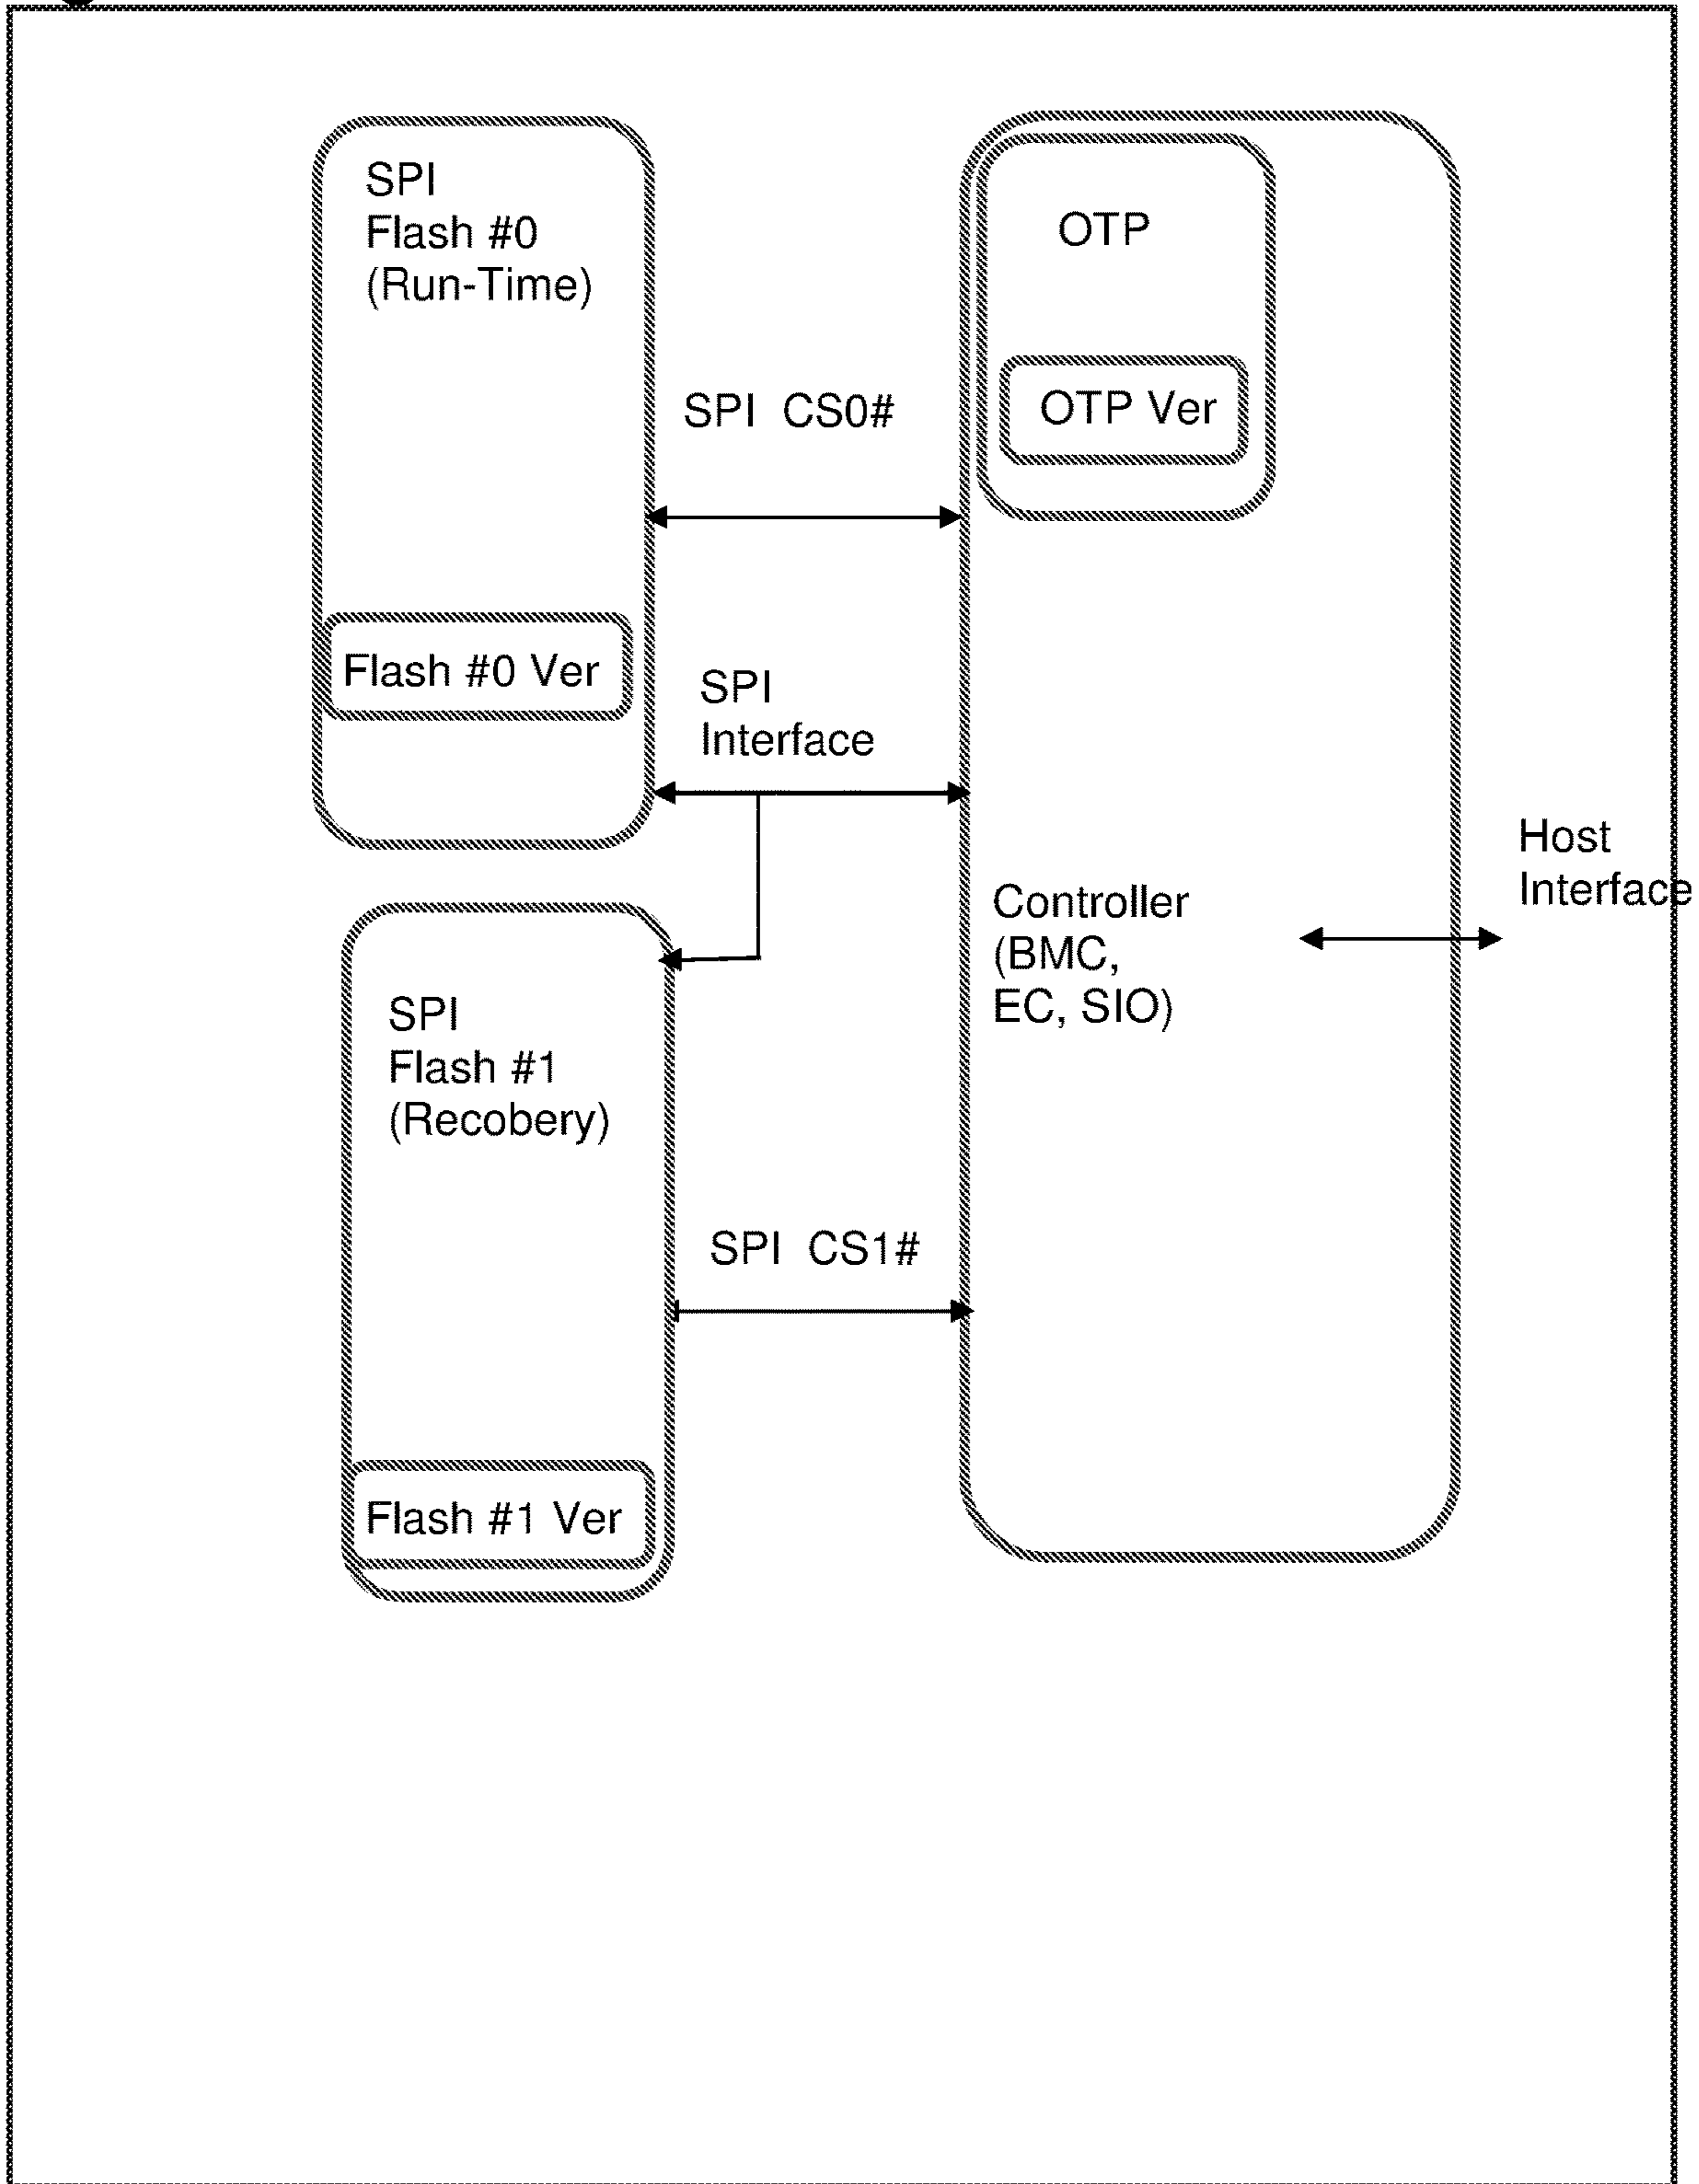 SPI
Flash #0
(Run-Time)
OTP
OTP Ver
SPI CS0#
Flash #0 Ver
SPI
Interface
Host
Interface
Controller
(BMC,
EC, SIO)
SPI
Flash #1
(Recobery)
SPI CS1#
Flash #1 Ver